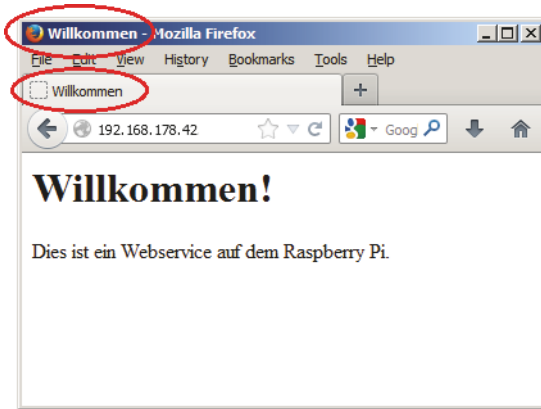 Willkommen - Mozilla Firefox
File Edit View History Bookmarks Tools Help
Willkommen
192.168.178.42 Goog
Willkommen!
Dies ist ein Webservice auf dem Raspberry Pi.